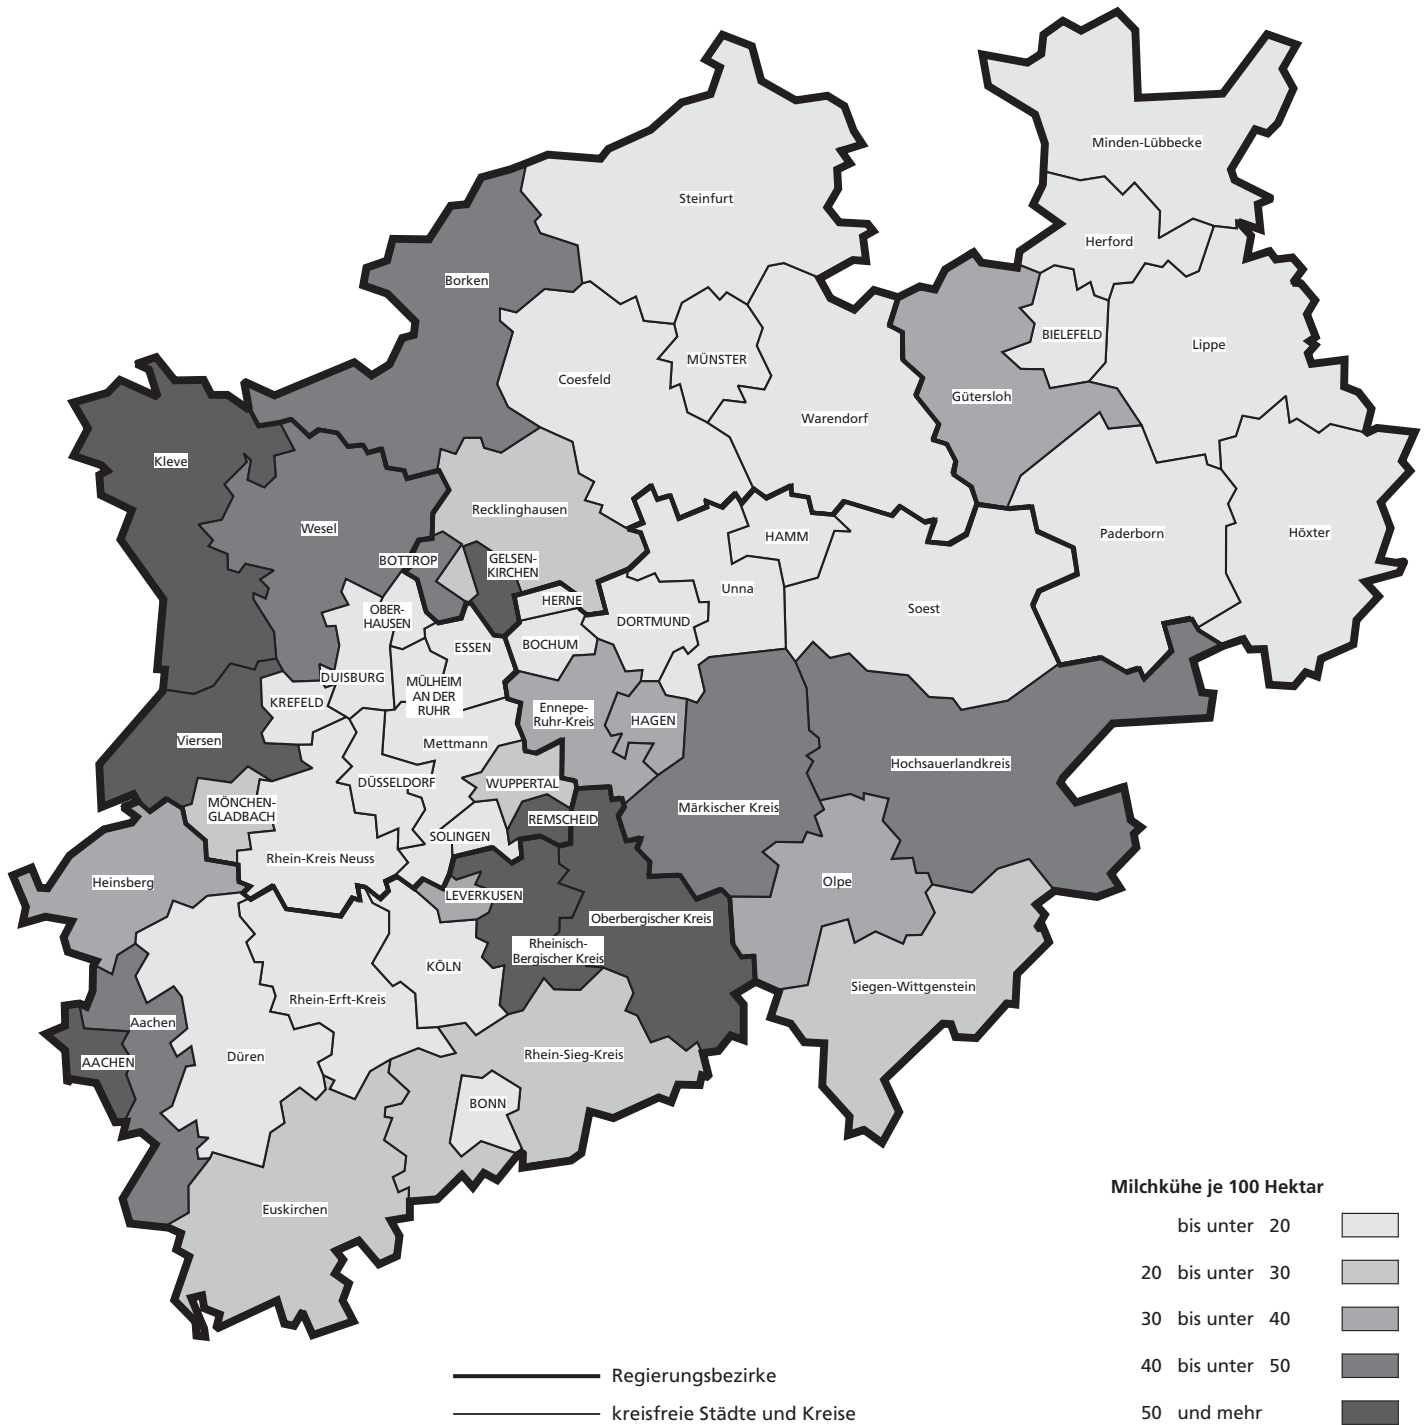 Minden-Lübbecke
Steinfurt
Herford
Borken
BIELEFELD
Lippe
MÜNSTER
Coesfeld
Gütersloh
Warendorf
Kleve
Recklinghausen
Wesel
Paderborn
Höxter
HAMM
BOTTROP
GELSEN-
KIRCHEN
Unna
HERNE
Soest
OBER-
HAUSEN
DORTMUND
BOCHUM
ESSEN
DUISBURG
MÜLHEIM
AN DER
RUHR
KREFELD
Ennepe-
Ruhr-Kreis
HAGEN
Viersen
Mettmann
Hochsauerlandkreis
DÜSSELDORF
WUPPERTAL
MÖNCHEN-
GLADBACH
Märkischer Kreis
REMSCHEID
SOLINGEN
Rhein-Kreis Neuss
Heinsberg
Olpe
LEVERKUSEN
Oberbergischer Kreis
Rheinisch-
Bergischer Kreis
KÖLN
Siegen-Wittgenstein
Rhein-Erft-Kreis
Aachen
Düren
Rhein-Sieg-Kreis
AACHEN
BONN
Euskirchen
Milchkühe je 100 Hektar
bis unter 20
20 bis unter 30
30 bis unter 40
40 bis unter 50
50 und mehr
Regierungsbezirke
kreisfreie Städte und Kreise